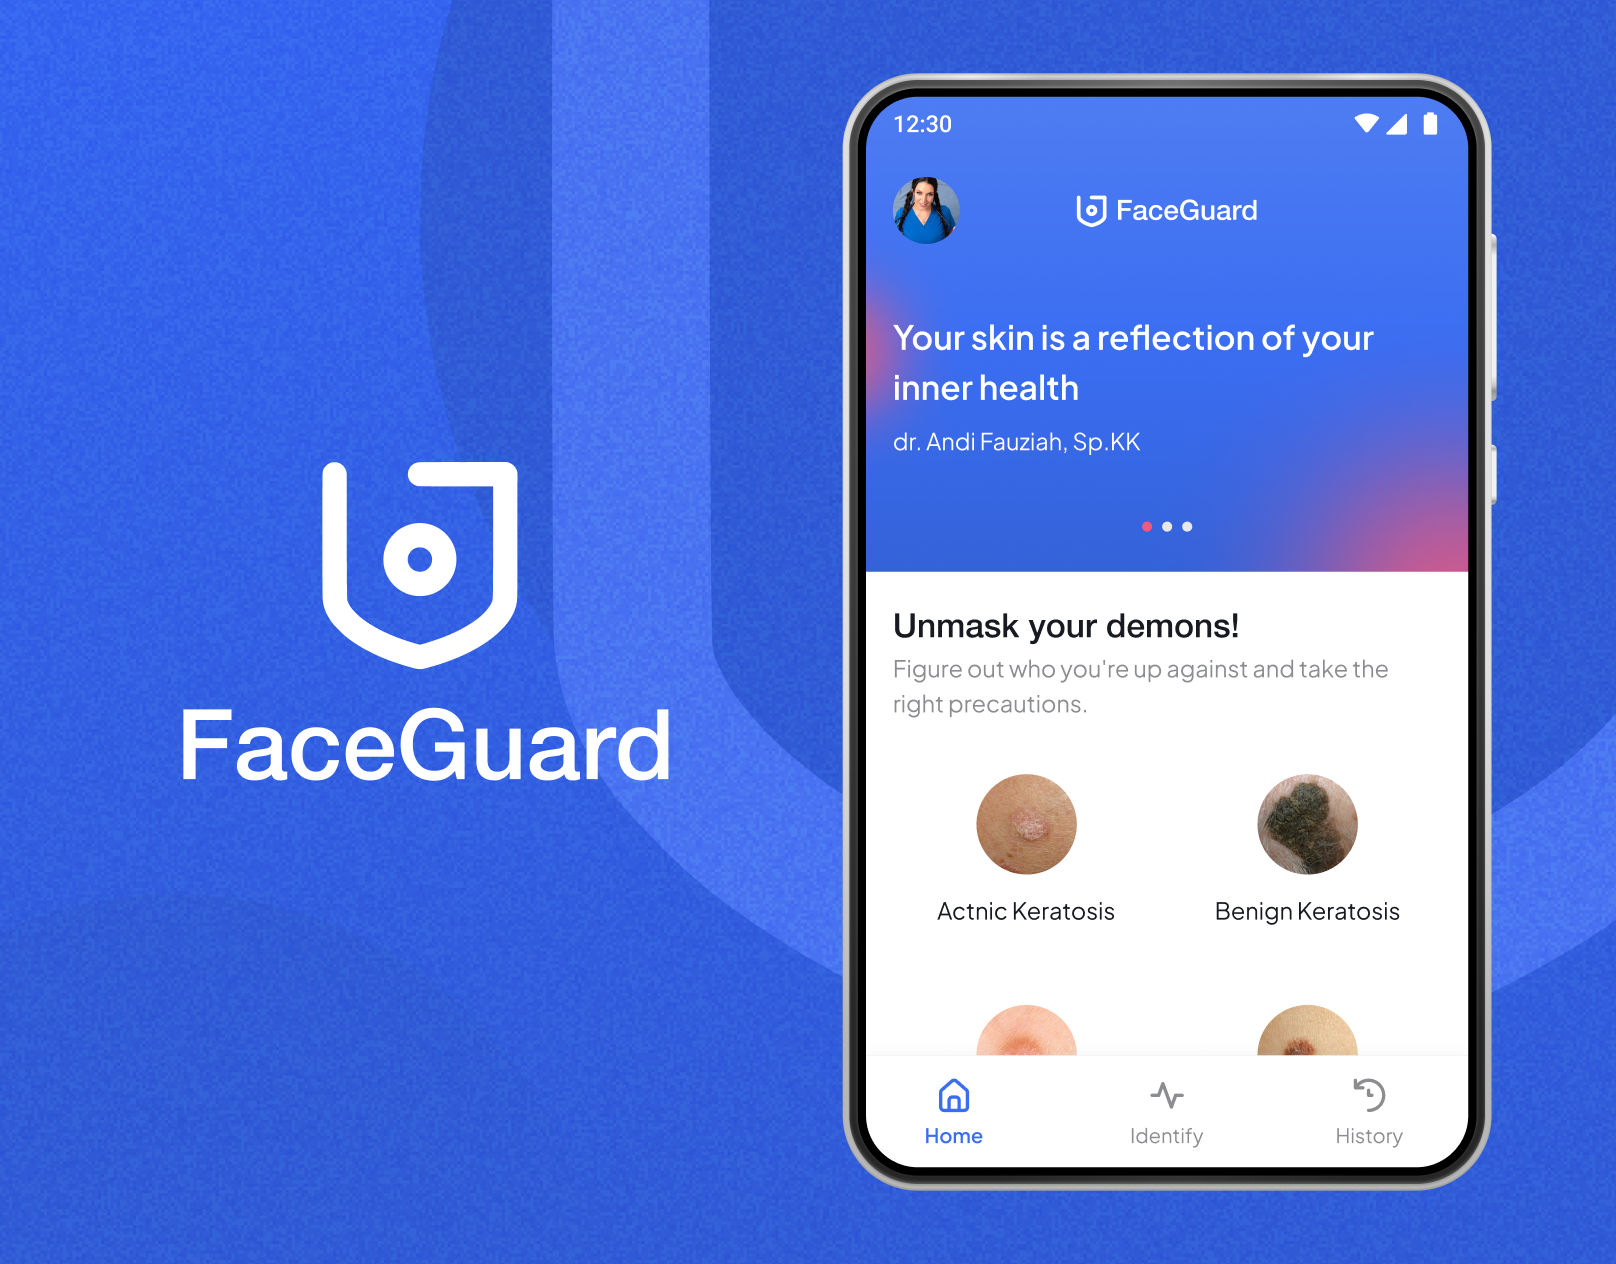 FaceGuard
12:30
FaceGuard
Your skin is a reflection of your
inner health
dr. Andi Fauziah, Sp.KK
Unmask your demons!
Figure out who you're up against and take the
right precautions.
Actnic Keratosis
Benign Keratosis
Home
Identify
History